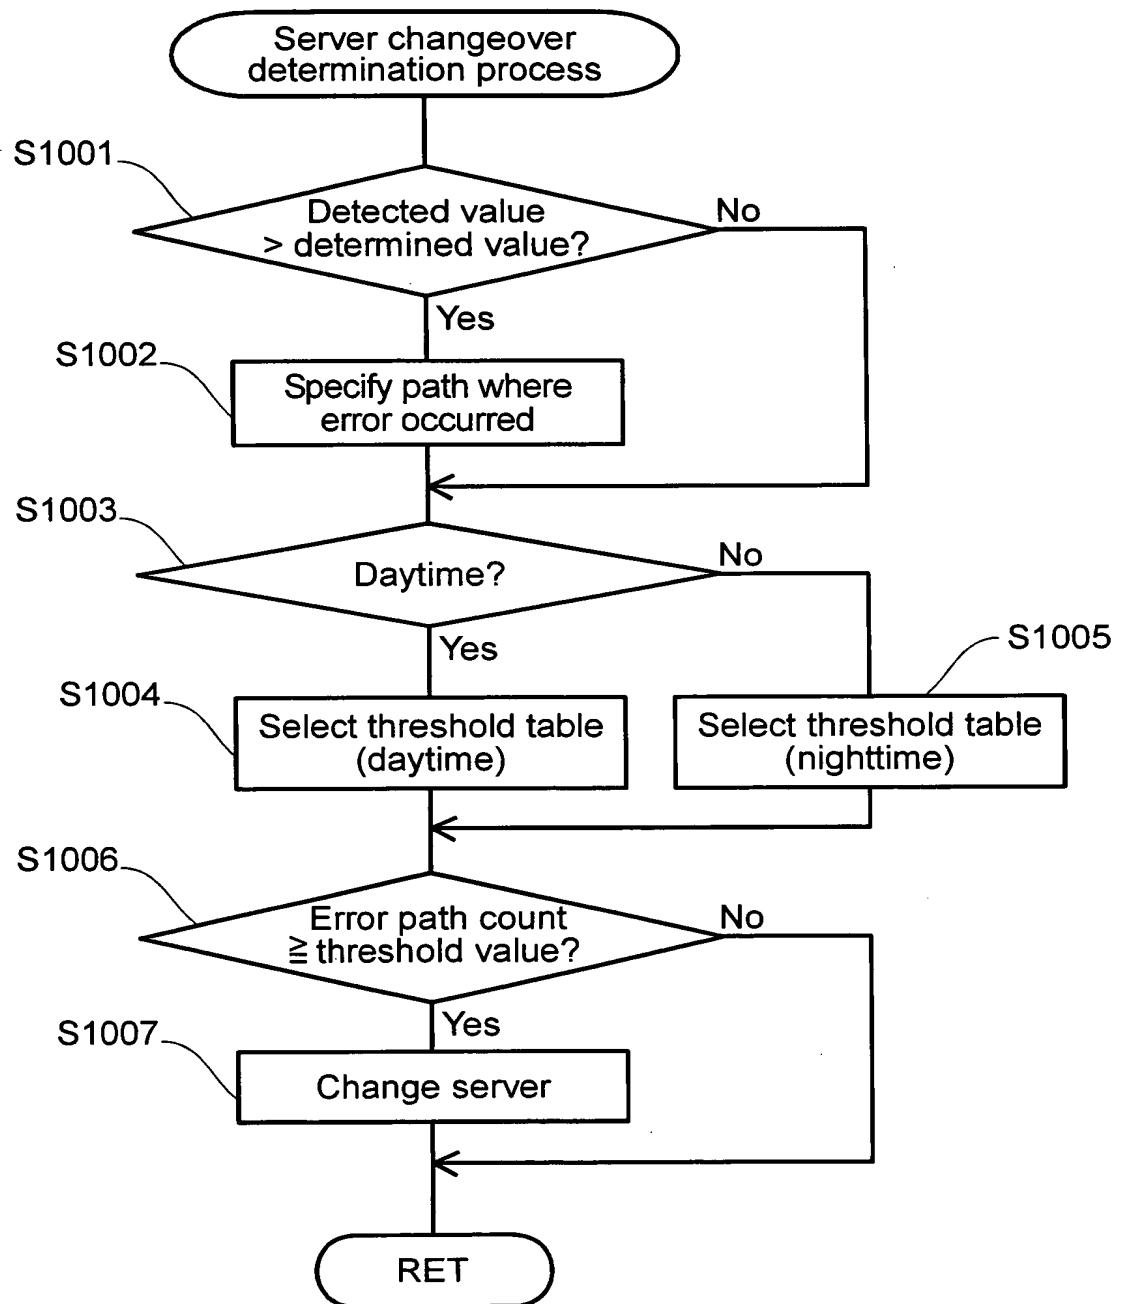 Server changeover
determination process
S1001
Detected value
> determined value?
No
Yes
S1002
Specify path where
error occurred
S1003
Daytime?
No
Yes
S1005
S1004
Select threshold table
(daytime)
Select threshold table
(nighttime)
S1006
Error path count
≧ threshold value?
No
Yes
S1007
Change server
RET